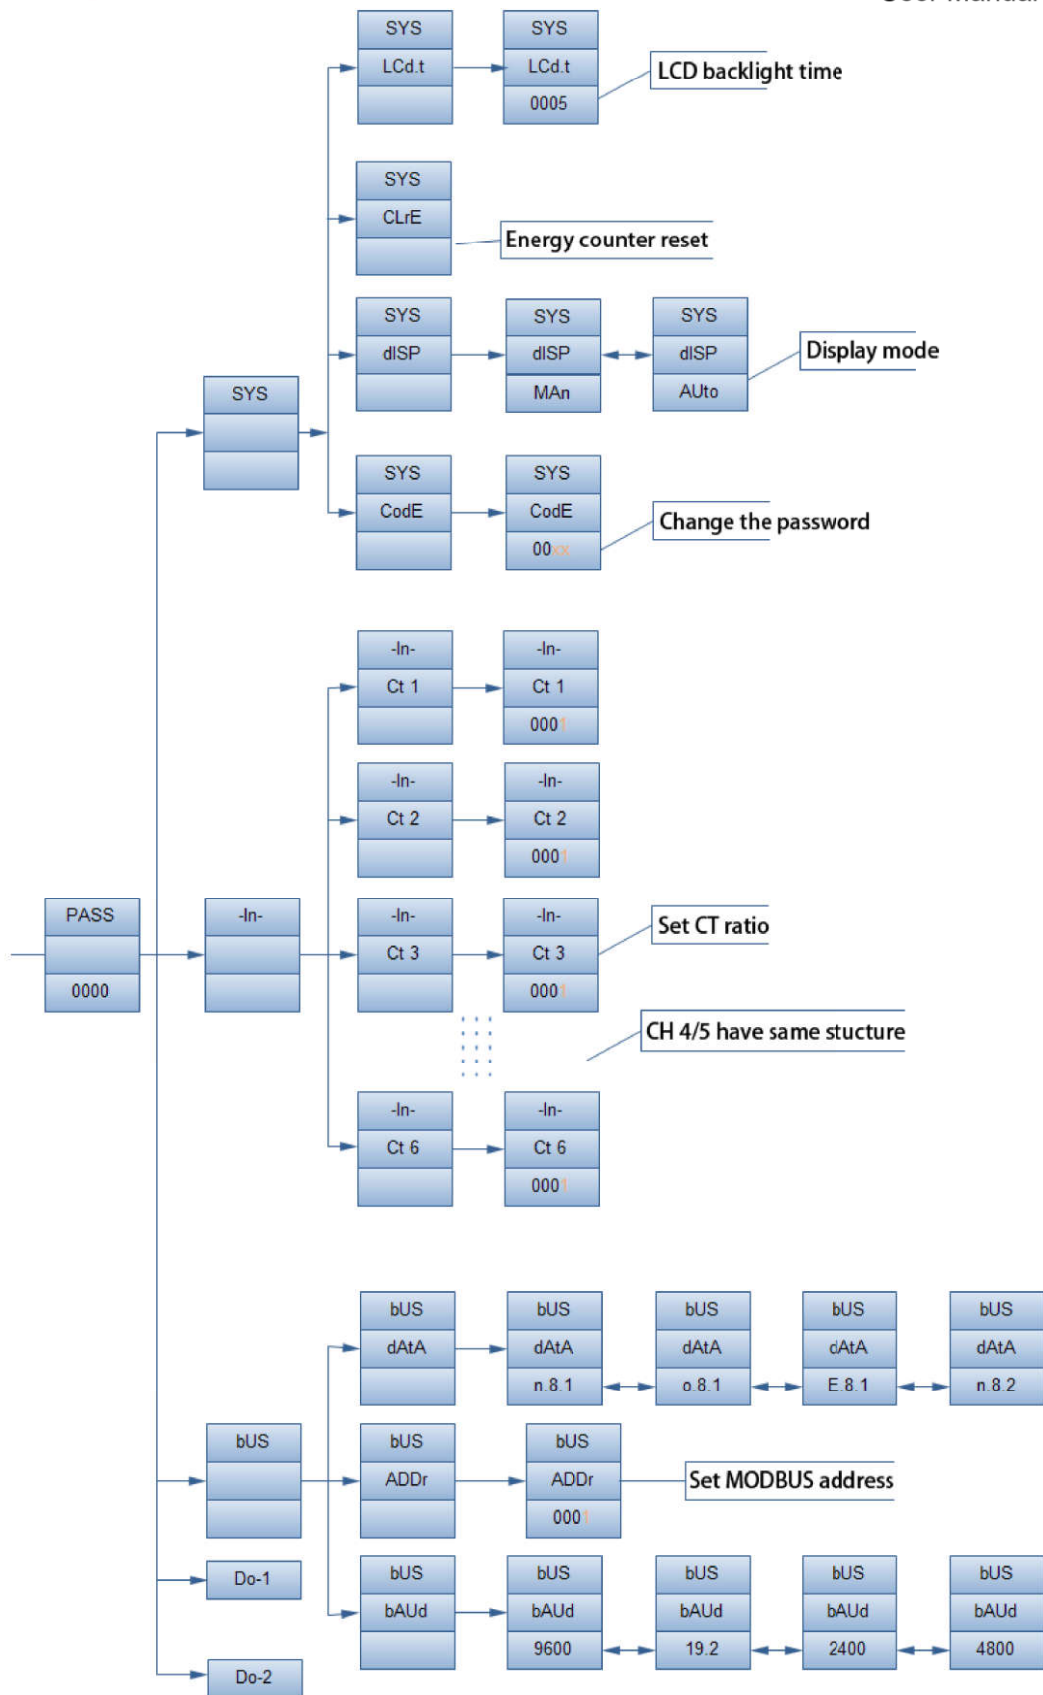 User Manual
SYS
LCd.t
SYS
LCd.t
0005
LCD backlight time
SYS
CLrE
Energy counter reset
SYS
dISP
SYS
dISP
MAn
SYS
dISP
AUto
Display mode
SYS
SYS
CodE
SYS
CodE
00xx
Change the password
-In-
Ct 1
-In-
Ct 1
0001
-In-
Ct 2
-In-
Ct 2
0001
PASS
0000
-In-
-In-
Ct 3
-In-
Ct 3
0001
Set CT ratio
CH 4/5 have same stucture
-In-
Ct 6
-In-
Ct 6
0001
bUS
dAtA
bUS
dAtA
n.8.1
bUS
dAtA
o.8.1
bUS
dAtA
E.8.1
bUS
dAtA
n.8.2
bUS
bUS
ADDr
bUS
ADDr
0001
Set MODBUS address
Do-1
bUS
bAUd
bUS
bAUd
9600
bUS
bAUd
19.2
bUS
bAUd
2400
bUS
bAUd
4800
Do-2